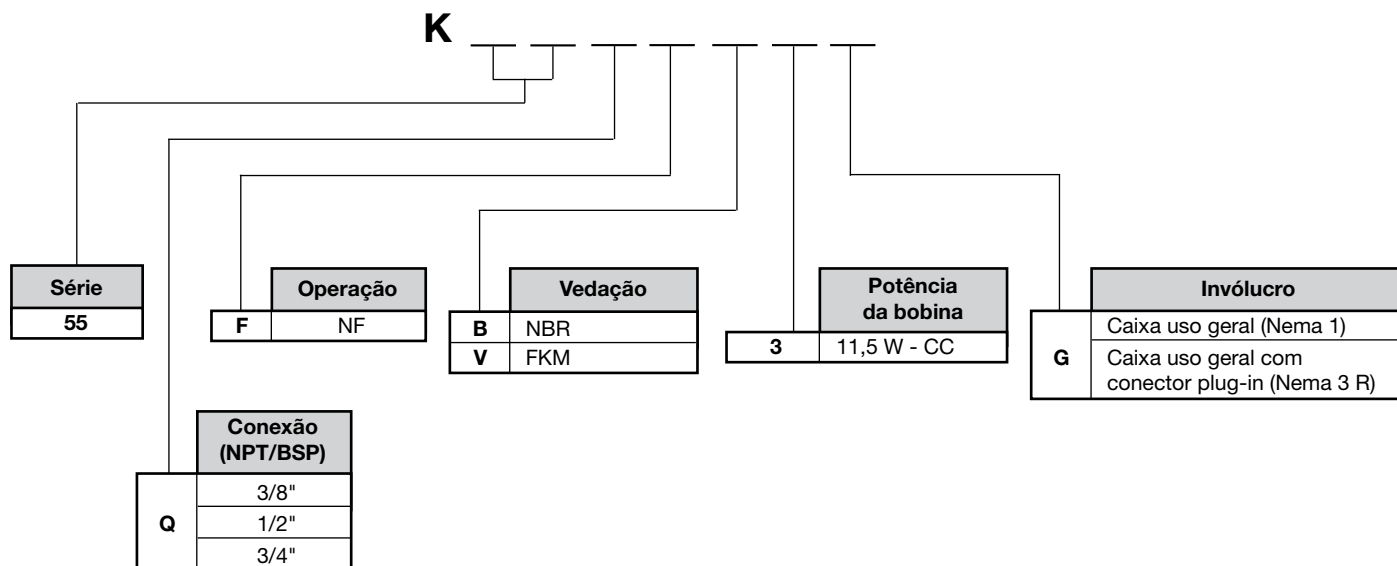 K
Série
55
Operação
F NF
Vedação
B NBR
V FKM
Potência
da bobina
3 11,5 W - CC
Invólucro
G
Caixa uso geral (Nema 1)
Caixa uso geral com
conector plug-in (Nema 3 R)
Conexão
(NPT/BSP)
Q
3/8"
1/2"
3/4"